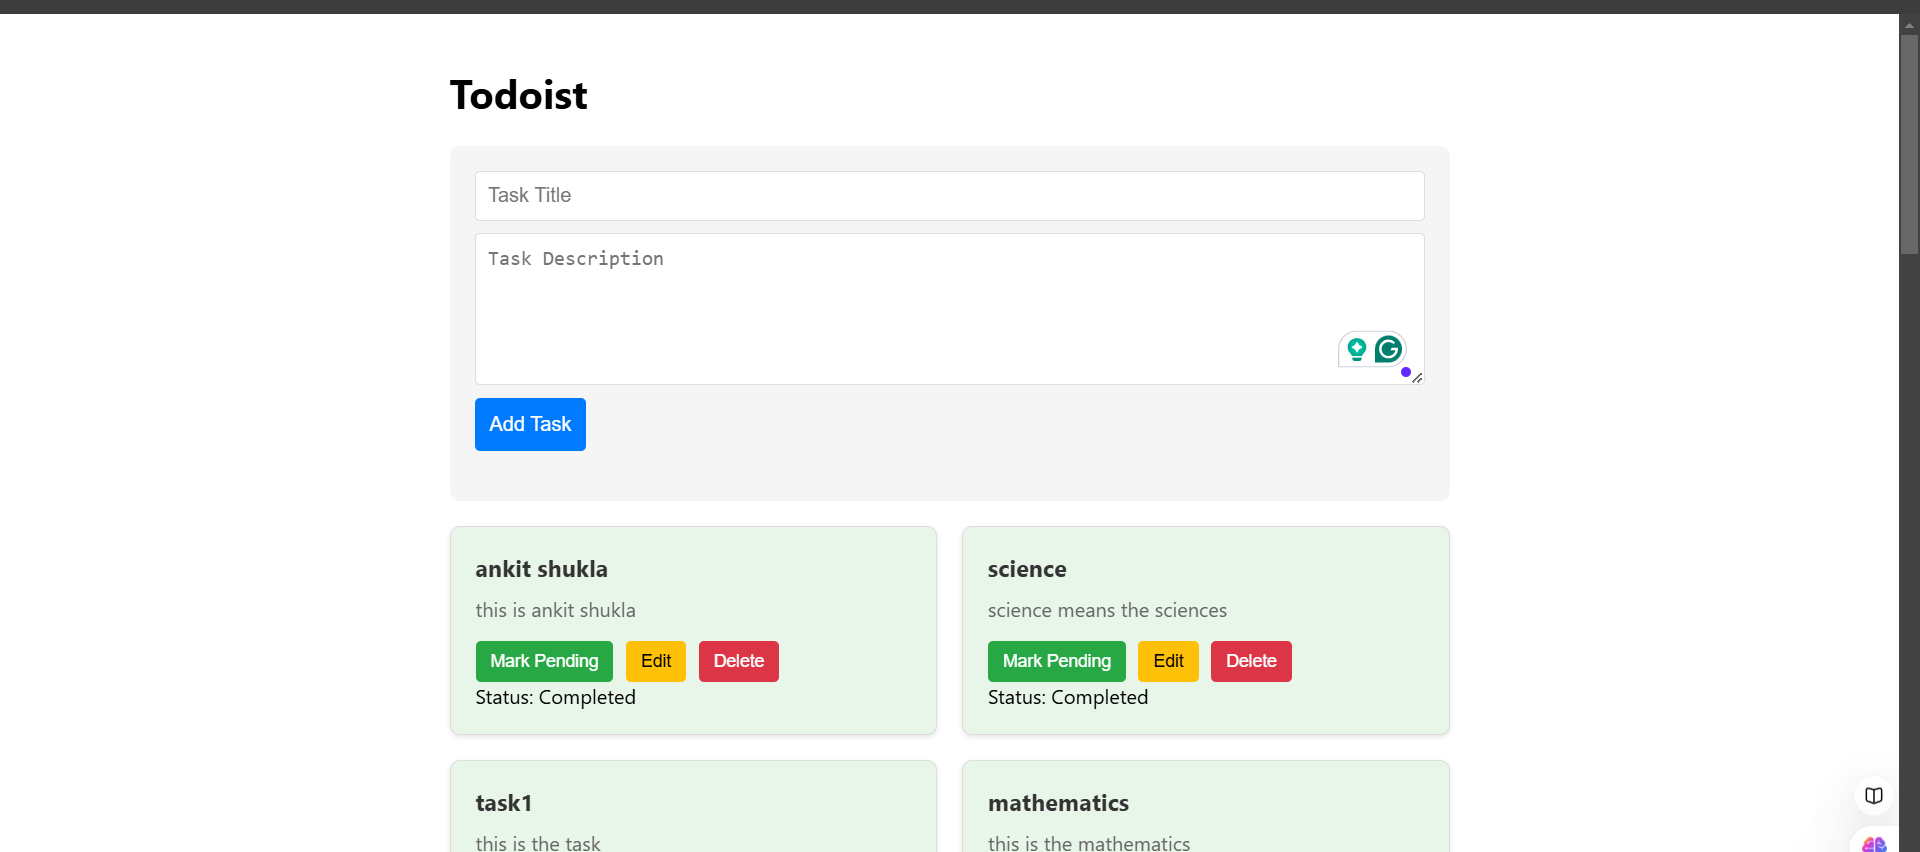 Todoist
Task Title
Task Description
Add Task
ankit shukla
this is ankit shukla
Mark Pending Edit Delete
Status: Completed
science
science means the sciences
Mark Pending Edit Delete
Status: Completed
task1
this is the task
mathematics
this is the mathematics